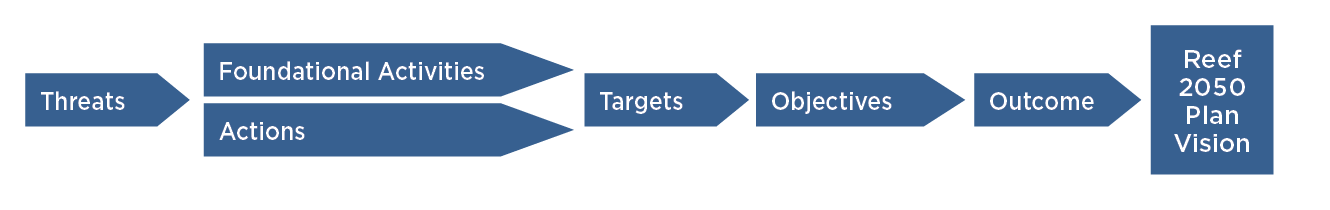 Threats
Foundational Activities
Actions
Targets
Objectives
Outcome
Reef
2050
Plan
Vision